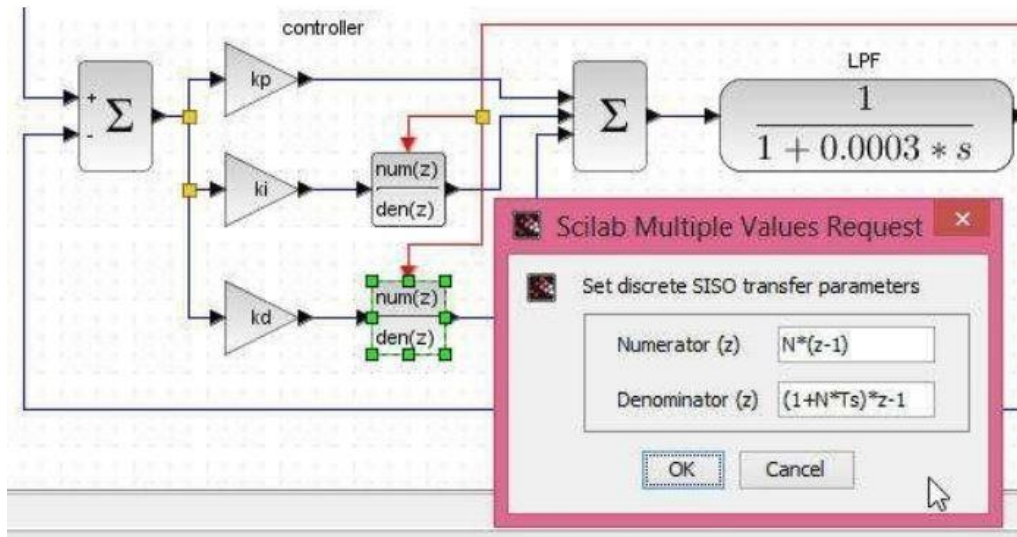 controller
kp
LPF
+
-
Σ
Σ
1
1 + 0.0003 * s
num(z)
den(z)
ki
Scilab Multiple Values Request
num(z)
den(z)
kd
Set discrete SISO transfer parameters
Numerator (z) N*(z-1)
Denominator (z) (1+N*Ts)*z-1
OK Cancel